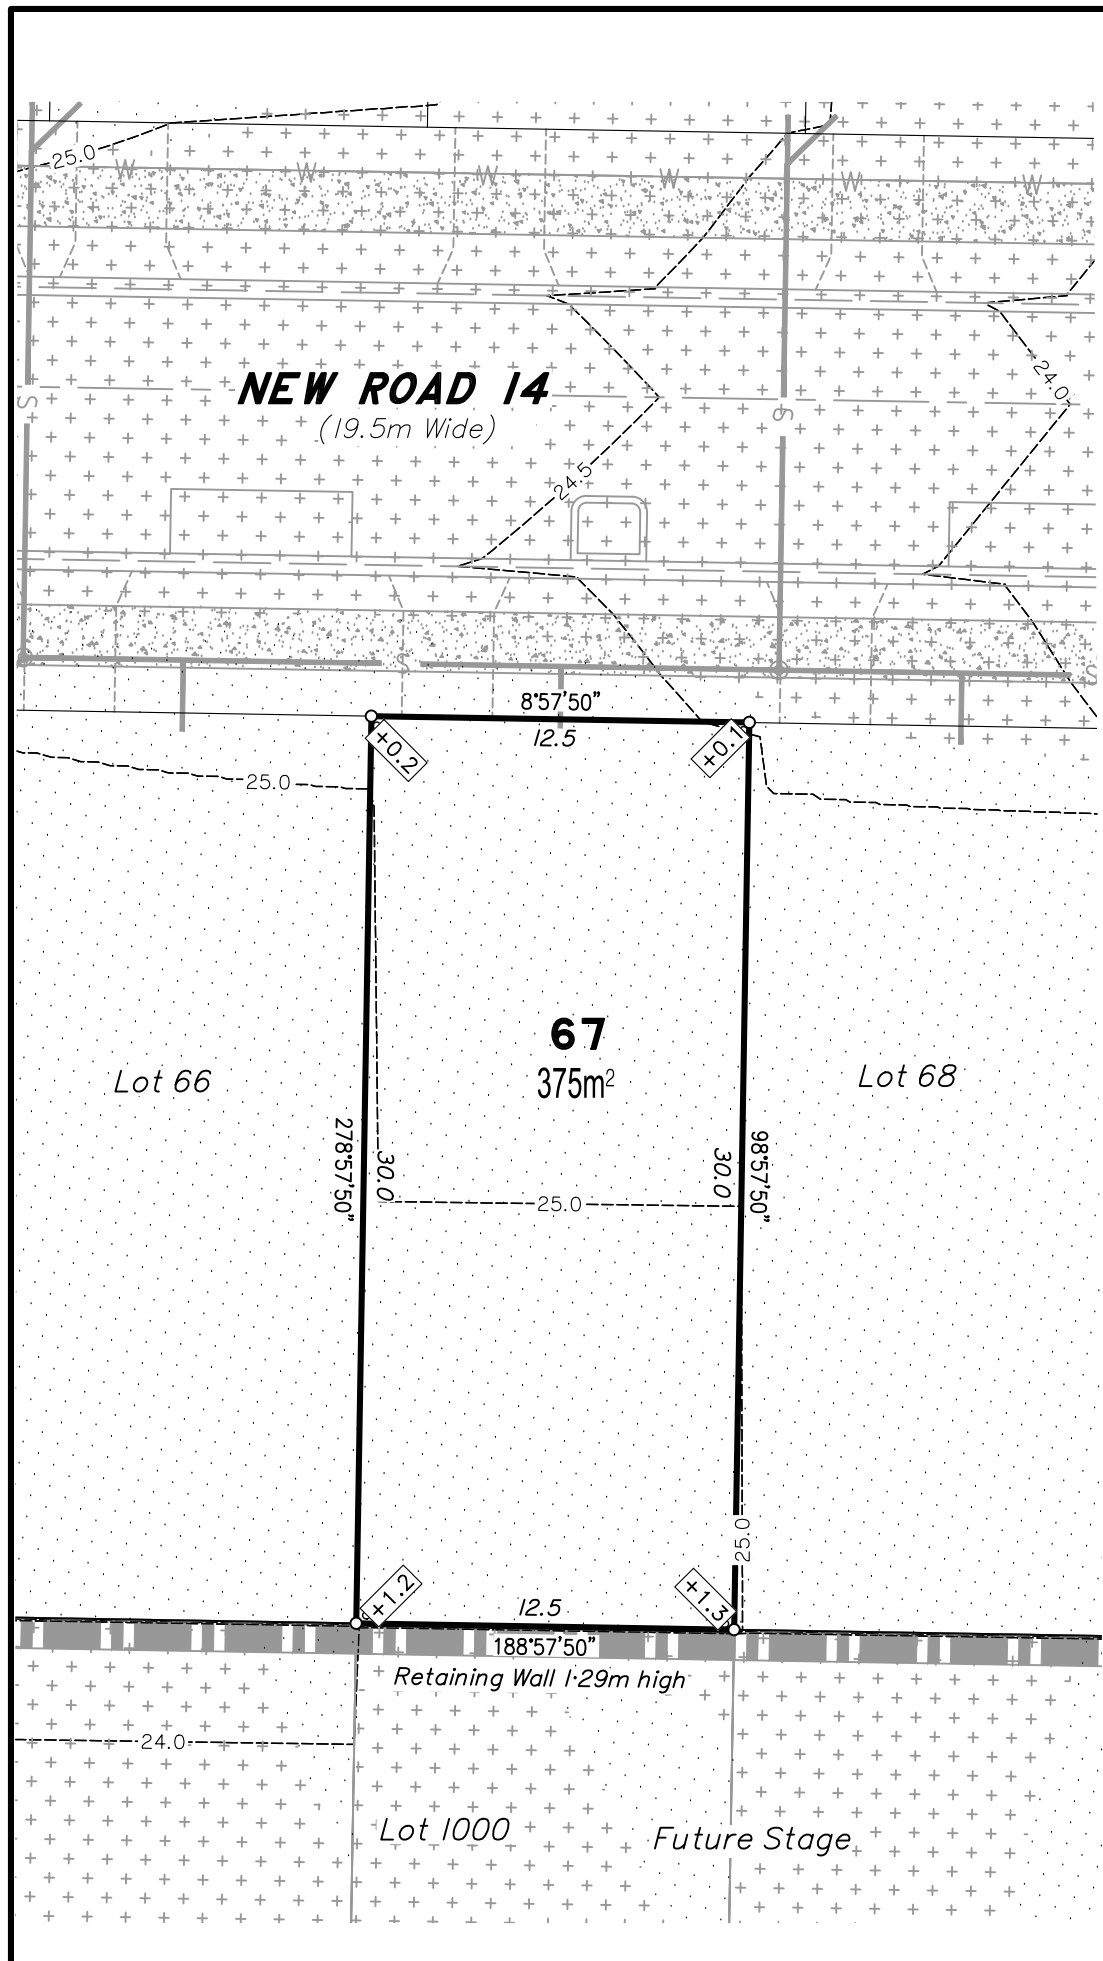 25.0
W W W W W W
NEW ROAD 14
(19.5m Wide)
24.0
S
S
24.5
S
S
8°57'50"
12.5
+0.2
+0.1
25.0
67
375m²
Lot 66
Lot 68
278°57'50"
30.0
30.0
98°57'50"
25.0
25.0
+1.2
+1.3
12.5
188°57'50"
Retaining Wall 1·29m high
24.0
Lot 1000
Future Stage